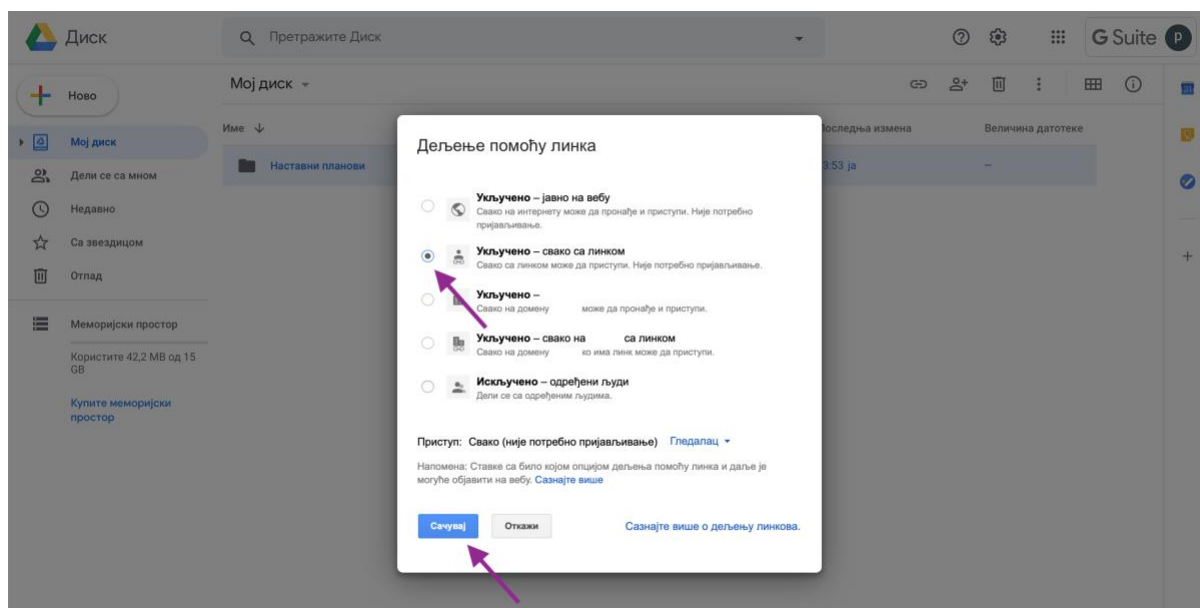 Диск
Претражите Диск
G Suite
P
Ново
Мој диск
Мој диск
Дели се са мном
Недавно
Са звездицом
Отпад
Меморијски простор
Користите 42,2 MB од 15
GB
Купите меморијски
простор
Име
Последња измена
Величина датотеке
Наставни планови
3:53 ја
–
Дељење помоћу линка
Укључено – јавно на вебу
Свако на интернету може да пронађе и приступи. Није потребно
пријављивање.
Укључено – свако са линком
Свако са линком може да приступи. Није потребно пријављивање.
Укључено –
Свако на домену може да пронађе и приступи.
Укључено – свако на са линком
Свако на домену ко има линк може да приступи.
Искључено – одређени људи
Дели се са одређеним људима.
Приступ: Свако (није потребно пријављивање) Гледалац
Напомена: Ставке са било којом опцијом дељења помоћу линка и даље је
могуће објавити на вебу. Сазнајте више
Сачувај
Откажи
Сазнајте више о дељењу линкова.